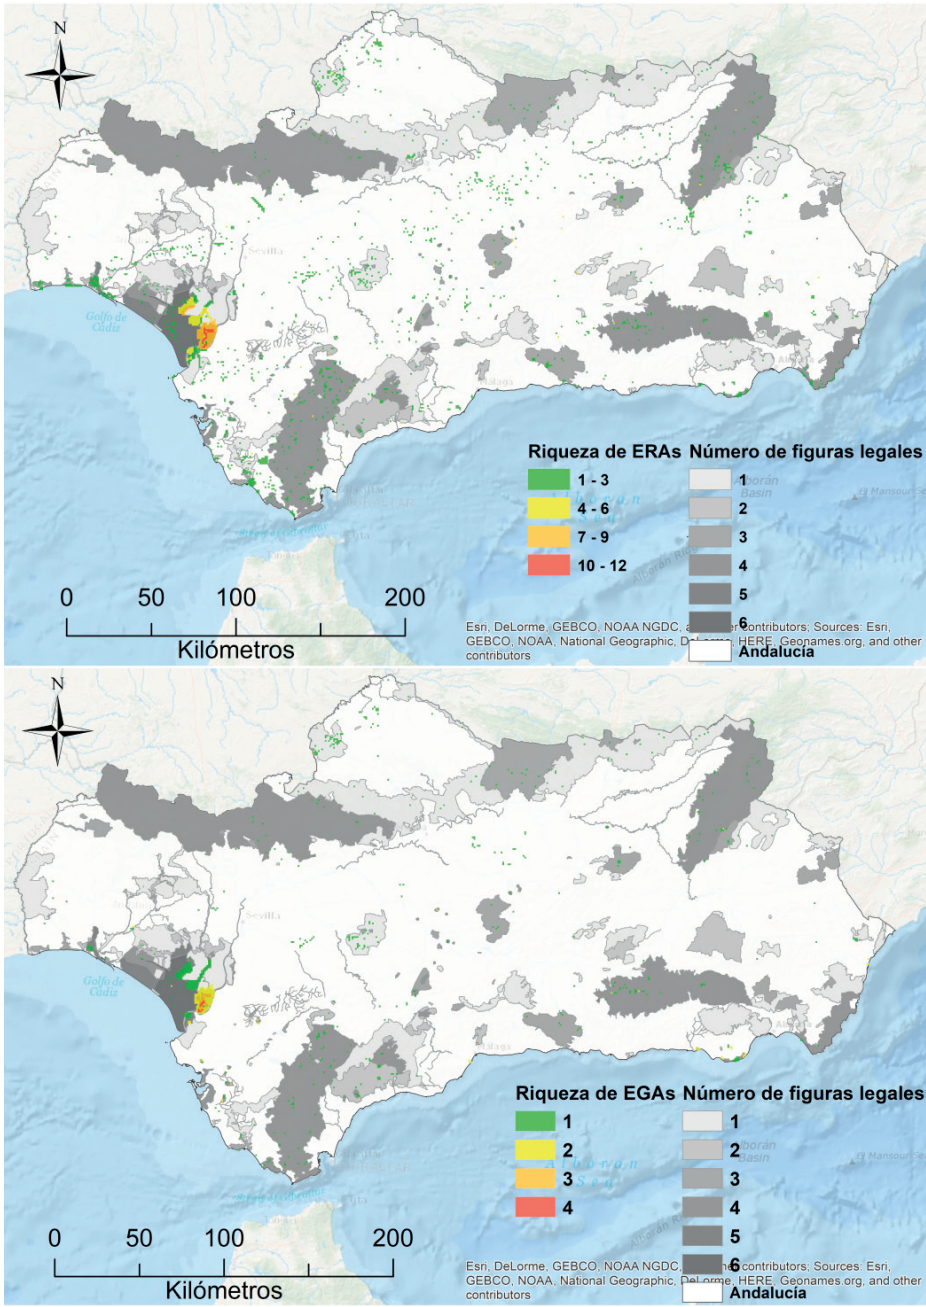 N
Sevilla
Golfo de
Cádiz
Málaga
Riqueza de ERAs
1 - 3
4 - 6
7 - 9
10 - 12
Número de figuras legales
1
2
3
4
5
6
Andalucía
Alborán
Basin
El Mansour
0 50 100 200
Kilómetros
Esri, DeLorme, GEBCO, NOAA NGDC, contributors; Sources: Esri,
GEBCO, NOAA, National Geographic, DeLorme, HERE, Geonames.org, and other
contributors
N
Sevilla
Golfo de
Cádiz
Málaga
Riqueza de EGAs
1
2
3
4
Número de figuras legales
1
2
3
4
5
6
Andalucía
Basin
El Mansour
0 50 100 200
Kilómetros
Esri, DeLorme, GEBCO, NOAA NGDC, contributors; Sources: Esri,
GEBCO, NOAA, National Geographic, DeLorme, HERE, Geonames.org, and other
contributors